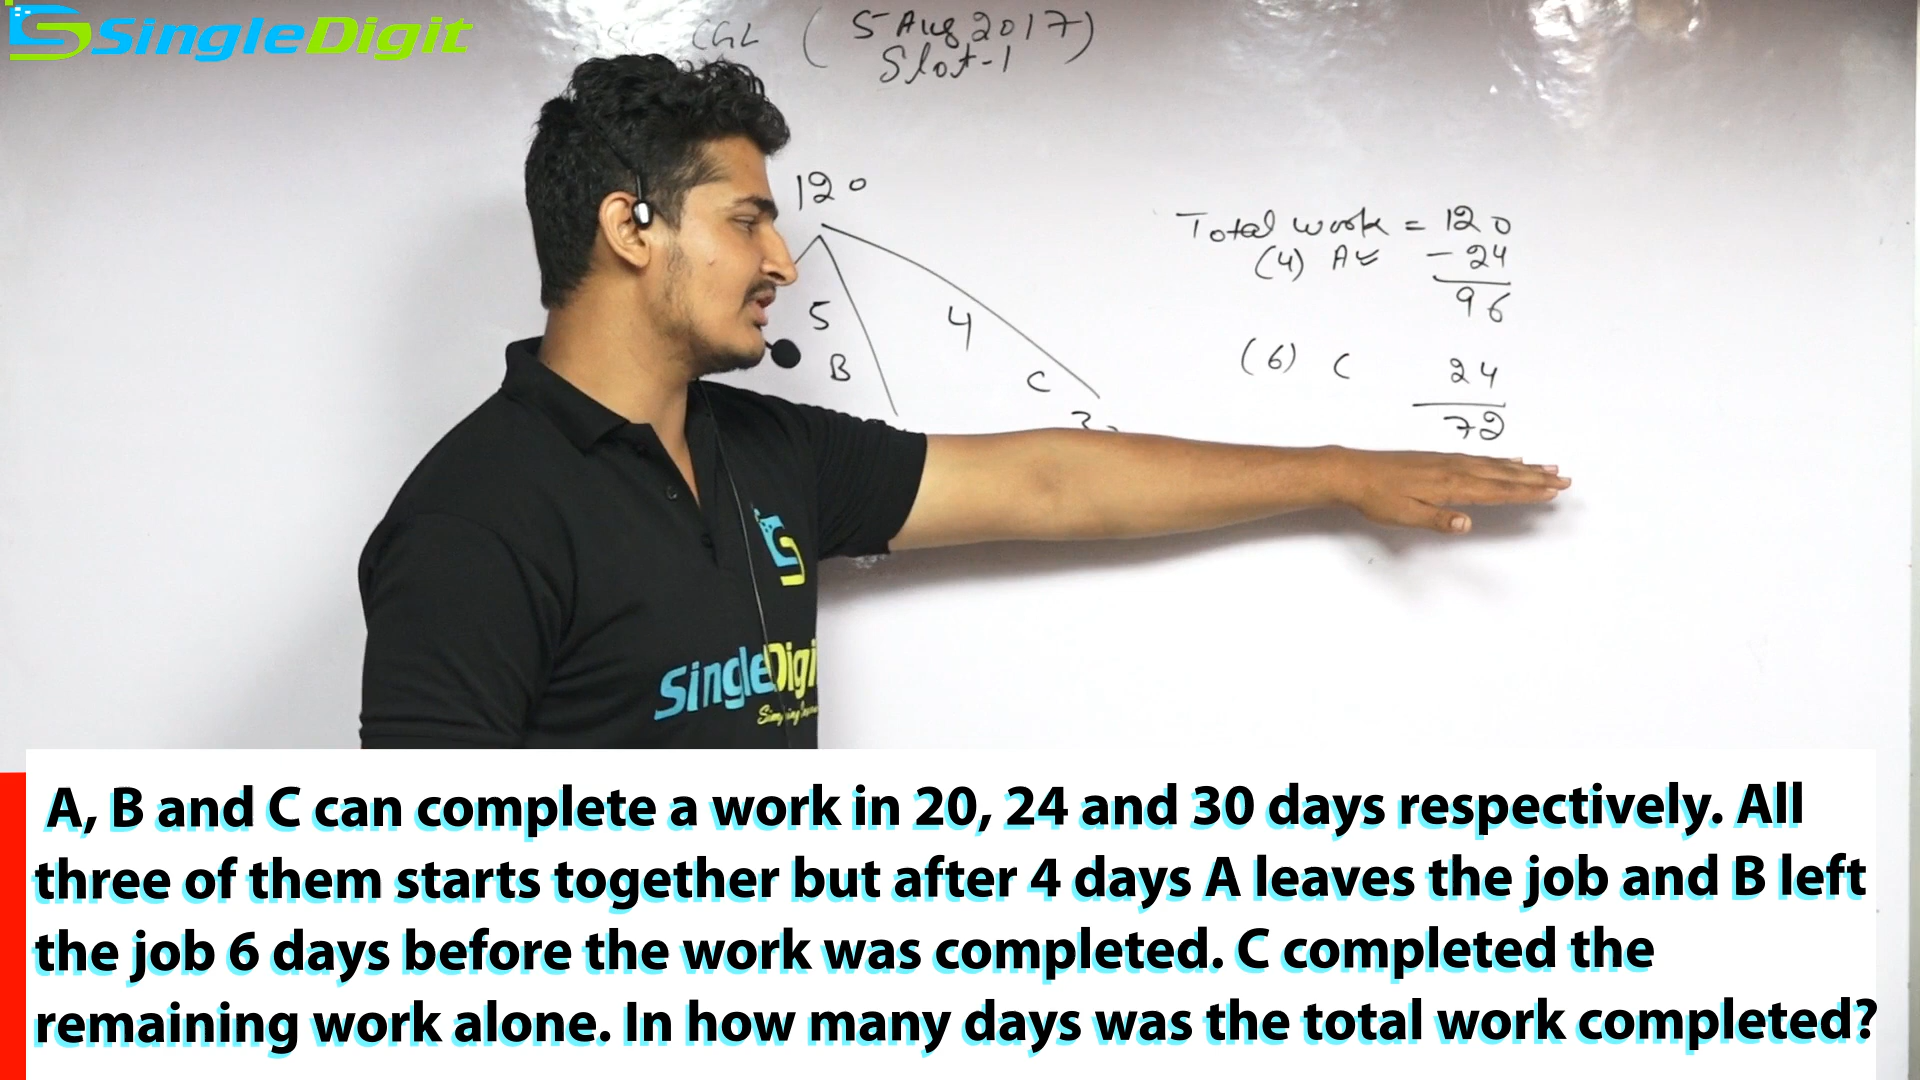 SingleDigit
CGL (5 Aug 2017)
Slot-1
120
5
4
B
C
Total work = 120
(4) A - 24
96
(6) C 24
72
SingleDigi
A, B and C can complete a work in 20, 24 and 30 days respectively. All
three of them starts together but after 4 days A leaves the job and B left
the job 6 days before the work was completed. C completed the
remaining work alone. In how many days was the total work completed?